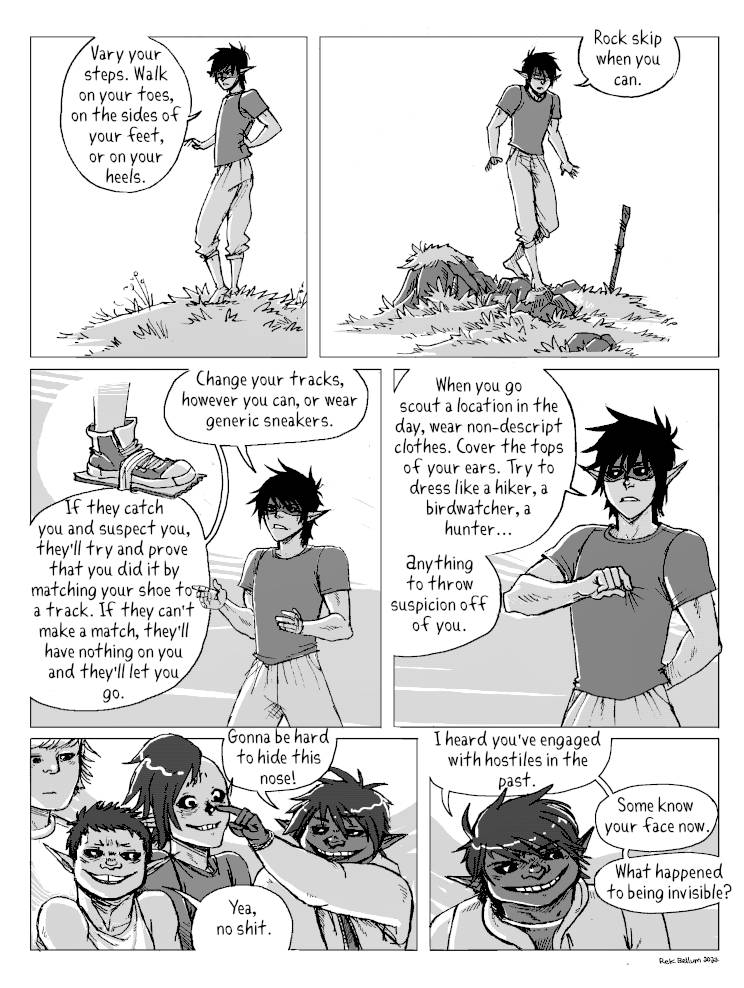 Vary your
steps. Walk
on your toes,
on the sides of
your feet,
or on your
heels.
Rock skip
when you
can.
Change your tracks,
however you can, or wear
generic sneakers.
If they catch
you and suspect you,
they'll try and prove
that you did it by
matching your shoe to
a track. If they can't
make a match, they'll
have nothing on you
and they'll let you
go.
When you go
scout a location in the
day, wear non-descript
clothes. Cover the tops
of your ears. Try to
dress like a hiker, a
birdwatcher, a
hunter...
anything
to throw
suspicion off
of you.
Gonna be hard
to hide this
nose!
Yea,
no shit.
I heard you've engaged
with hostiles in the
past.
Some know
your face now.
What happened
to being invisible?
Rek Bellum 2022